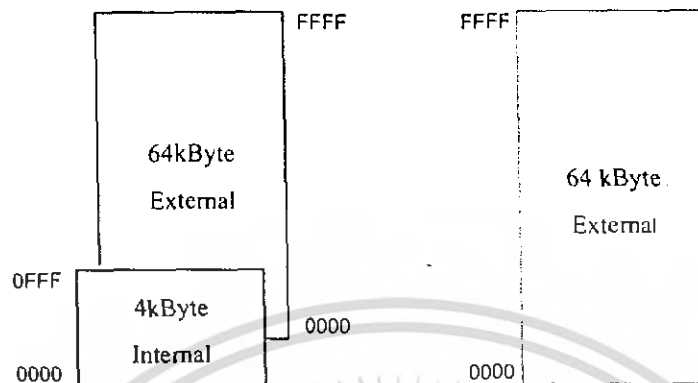 FFFF
FFFF
64kByte
External
64 kByte
External
0FFF
4kByte
Internal
0000
0000
0000